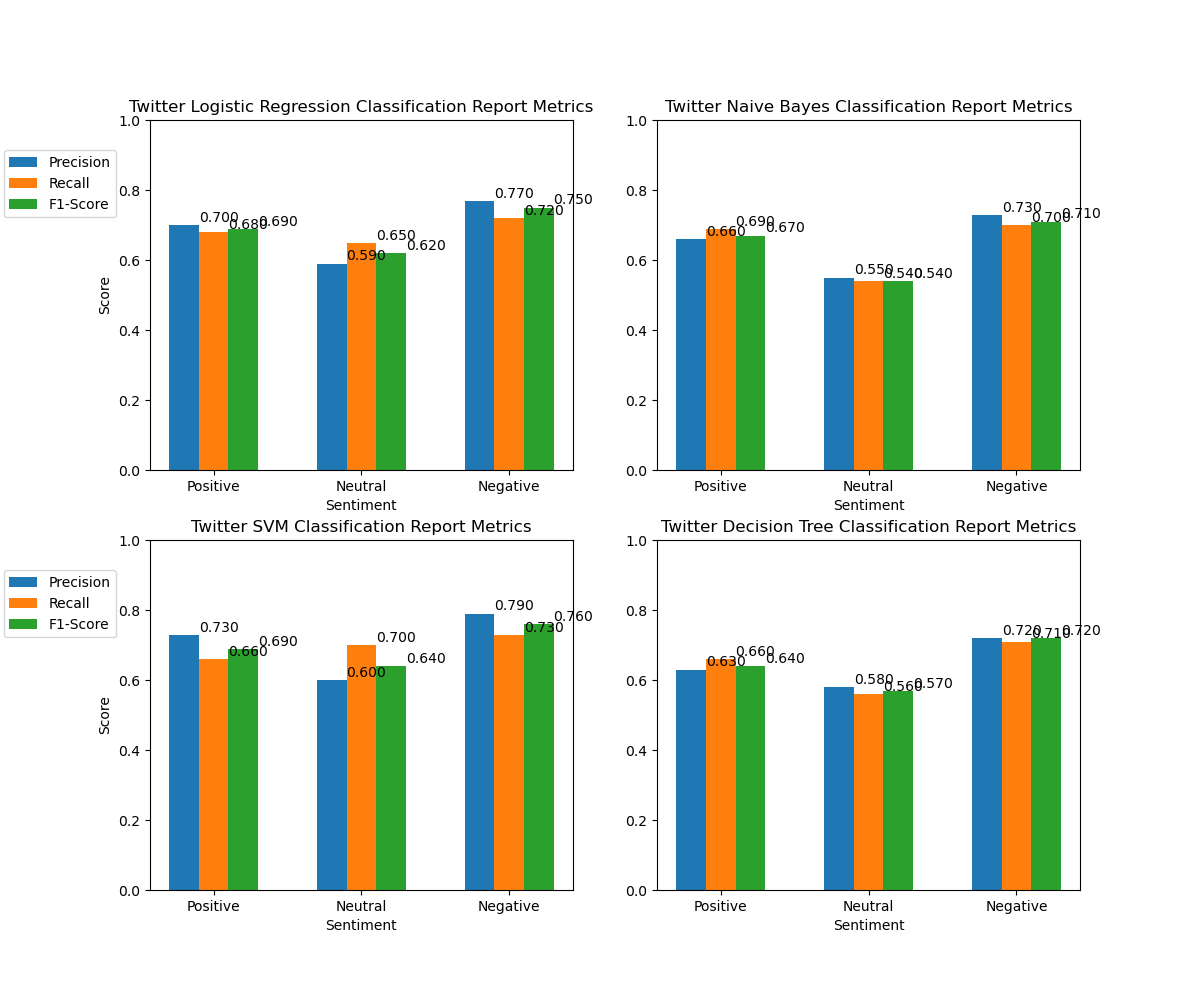 Twitter Logistic Regression Classification Report Metrics
1.0
0.8
0.6
0.4
0.2
0.0
Score
Precision
Recall
F1-Score
0.700
0.680
0.690
0.590
0.650
0.620
0.770
0.720
0.750
Positive
Neutral
Negative
Sentiment
Twitter Naive Bayes Classification Report Metrics
1.0
0.8
0.6
0.4
0.2
0.0
0.660
0.690
0.670
0.550
0.540
0.540
0.730
0.700
0.710
Positive
Neutral
Negative
Sentiment
Twitter SVM Classification Report Metrics
1.0
0.8
0.6
0.4
0.2
0.0
Score
Precision
Recall
F1-Score
0.730
0.660
0.690
0.600
0.700
0.640
0.790
0.730
0.760
Positive
Neutral
Negative
Sentiment
Twitter Decision Tree Classification Report Metrics
1.0
0.8
0.6
0.4
0.2
0.0
0.630
0.660
0.640
0.580
0.560
0.570
0.720
0.710
0.720
Positive
Neutral
Negative
Sentiment